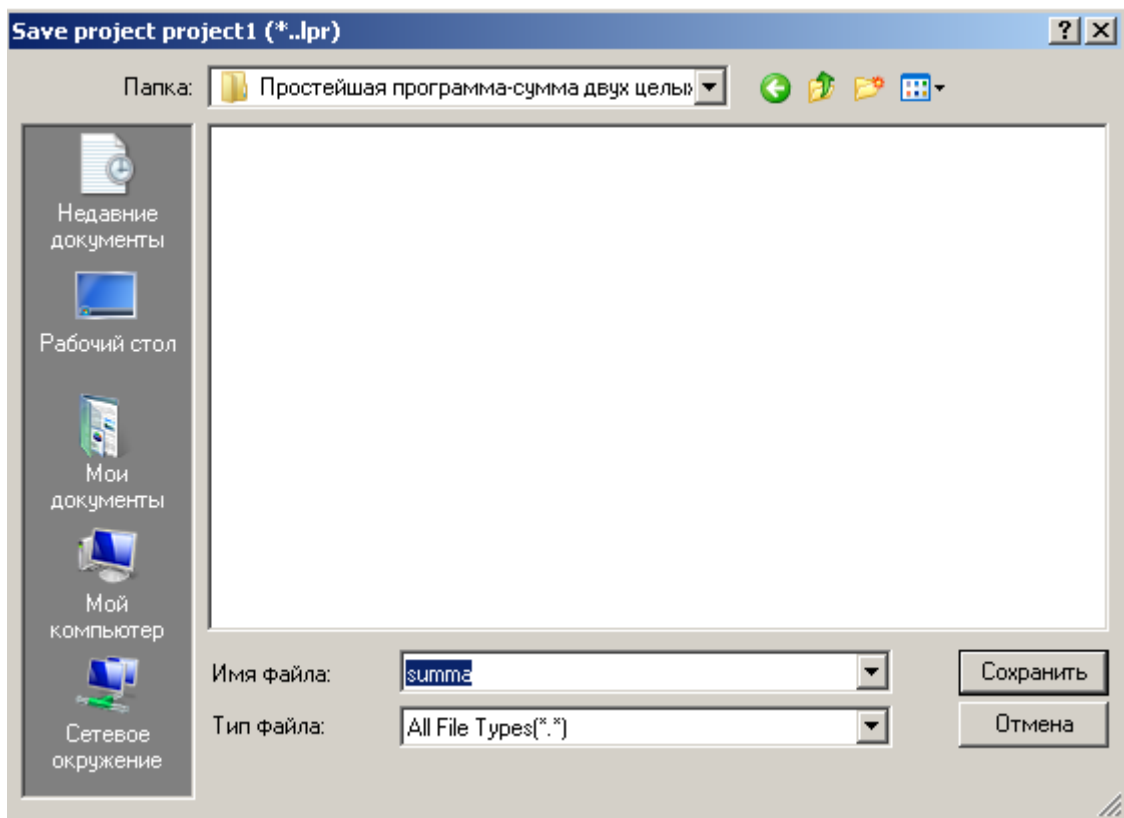 Save project project1 (*..lpr)
Папка:
Простейшая программа-сумма двух целых
Недавние
документы
Рабочий стол
Мои
документы
Мой
компьютер
Сетевое
окружение
Имя файла:
summa
Сохранить
Тип файла:
All File Types(*.*)
Отмена